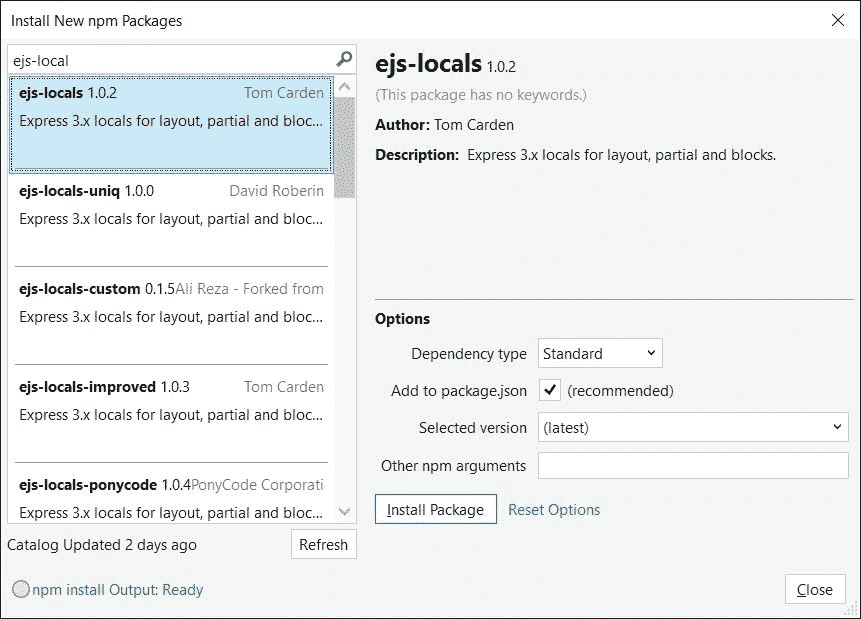 Install New npm Packages
ejs-local
ejs-locals 1.0.2 Tom Carden
Express 3.x locals for layout, partial and bloc...
ejs-locals-uniq 1.0.0 David Roberin
Express 3.x locals for layout, partial and bloc...
ejs-locals-custom 0.1.5Ali Reza - Forked from
Express 3.x locals for layout, partial and bloc...
ejs-locals-improved 1.0.3 Tom Carden
Express 3.x locals for layout, partial and bloc...
ejs-locals-ponycode 1.0.4PonyCode Corporati
Express 3.x locals for layout, partial and bloc...
Catalog Updated 2 days ago
Refresh
npm install Output: Ready
ejs-locals 1.0.2
(This package has no keywords.)
Author: Tom Carden
Description: Express 3.x locals for layout, partial and blocks.
Options
Dependency type Standard
Add to package.json (recommended)
Selected version (latest)
Other npm arguments
Install Package Reset Options
Close